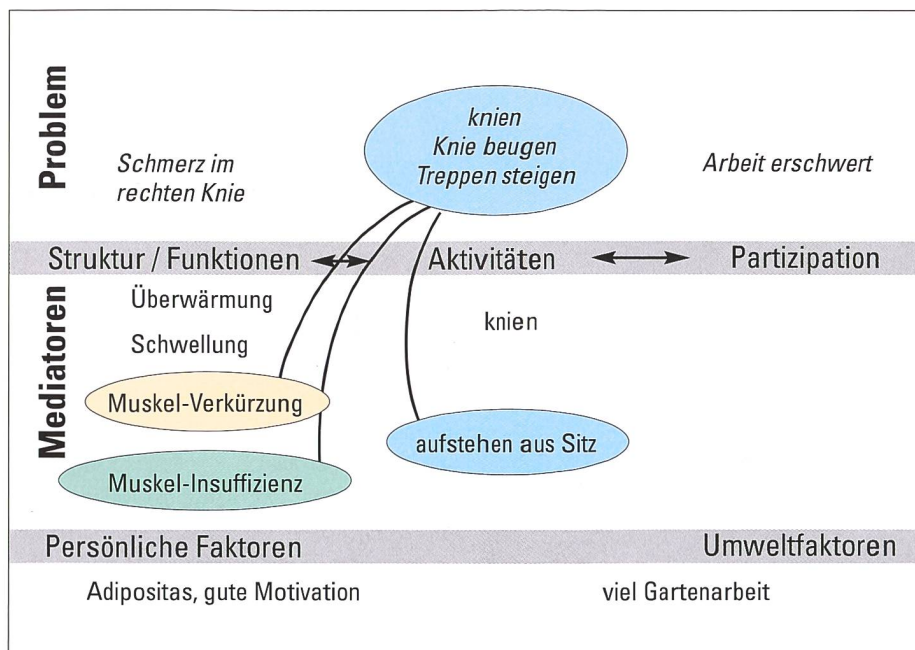 Problem
Schmerz im
rechten Knie
knien
Knie beugen
Treppen steigen
Arbeit erschwert
Struktur / Funktionen
Aktivitäten
Partizipation
Mediatoren
Überwärmung
Schwellung
Muskel-Verkürzung
Muskel-Insuffizienz
knien
aufstehen aus Sitz
Persönliche Faktoren
Umweltfaktoren
Adipositas, gute Motivation
viel Gartenarbeit